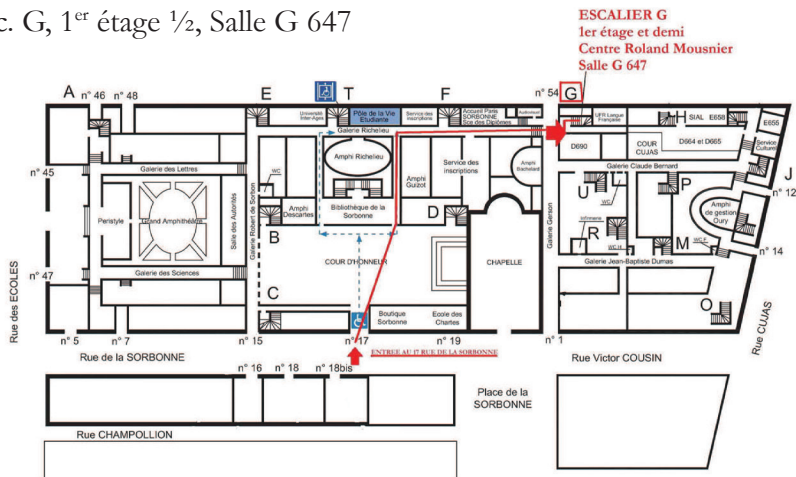 c. G, 1er étage ½, Salle G 647
ESCALIER G
1er étage et demi
Centre Roland Mousnier
Salle G 647
A n° 46 n° 48
E
T
F
n° 54 G
Université
Inter-Ages
Pôle de la Vie
Etudiante
Service des
inscriptions
Accueil Paris
SORBONNE
Sce des Diplômes
Galerie Richelieu
UFR Langue
Française
H SIAL E658
E655
D690
COUR
CUJAS
D664 et D665
Service
Culturel
Galerie des Lettres
Amphi Richelieu
Amphi
Guizot
Service des
inscriptions
Amphi
Bachelard
Galerie Claude Bernard
J
n° 45
WC
U
WC
P
n° 12
Peristyle
Grand Amphithéâtre
Salle des Autorités
Galerie Robert de Sorbon
Amphi
Descartes
Bibliothèque de la
Sorbonne
D
Galerie Gerson
Infirmerie
R
WC H
M
WC F
Amphi
de gestion
Oury
B
n° 14
n° 47
Galerie des Sciences
COUR D'HONNEUR
CHAPELLE
Galerie Jean-Baptiste Dumas
Rue des ECOLES
C
Boutique
Sorbonne
École des
Chartes
O
Rue CUJAS
n° 5 n° 7
n° 15
n° 17
n° 19
n° 1
Rue de la SORBONNE
ENTREE AU 17 RUE DE LA SORBONNE
Rue Victor COUSIN
n° 16 n° 18 n° 18bis
Place de la
SORBONNE
Rue CHAMPOLLION